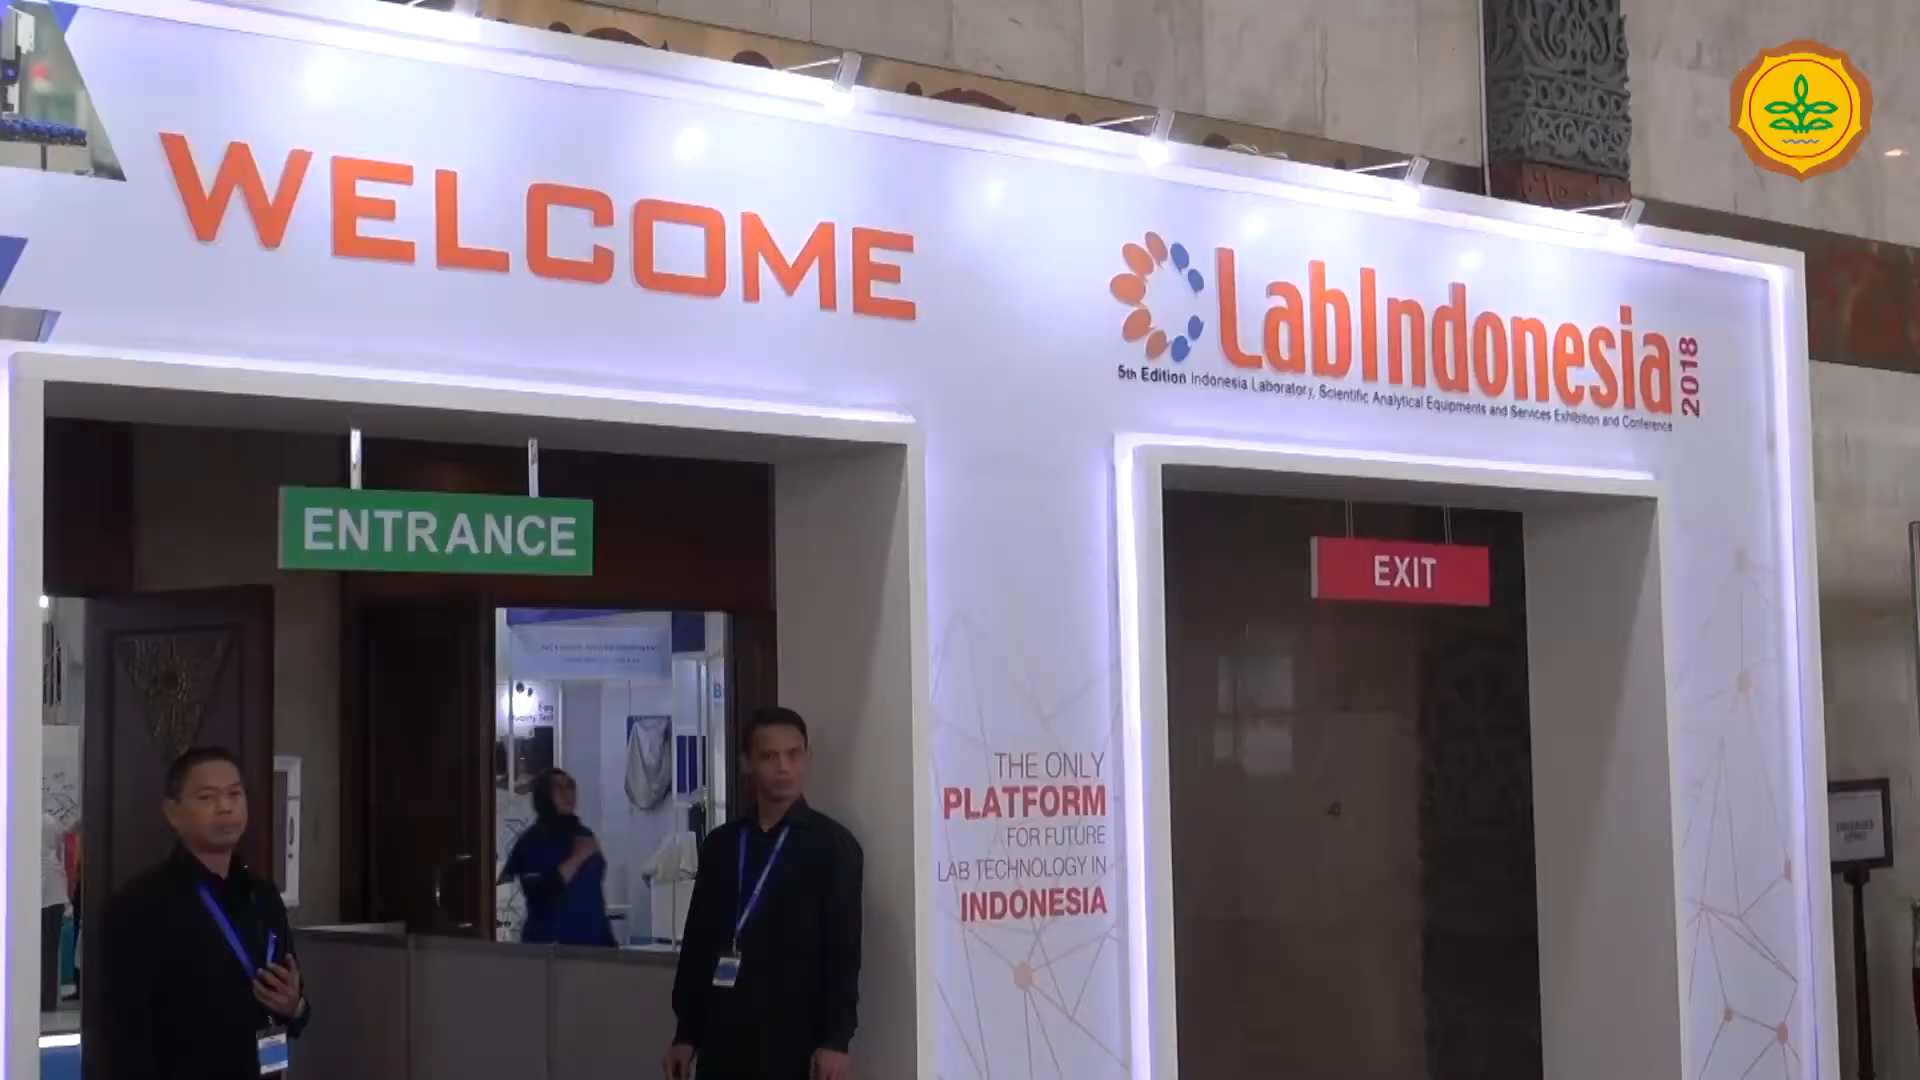 WELCOME
LabIndonesia 2018
5th Edition Indonesia Laboratory, Scientific Analytical Equipments and Services Exhibition and Conference
ENTRANCE
EXIT
THE ONLY
PLATFORM
FOR FUTURE
LAB TECHNOLOGY IN
INDONESIA